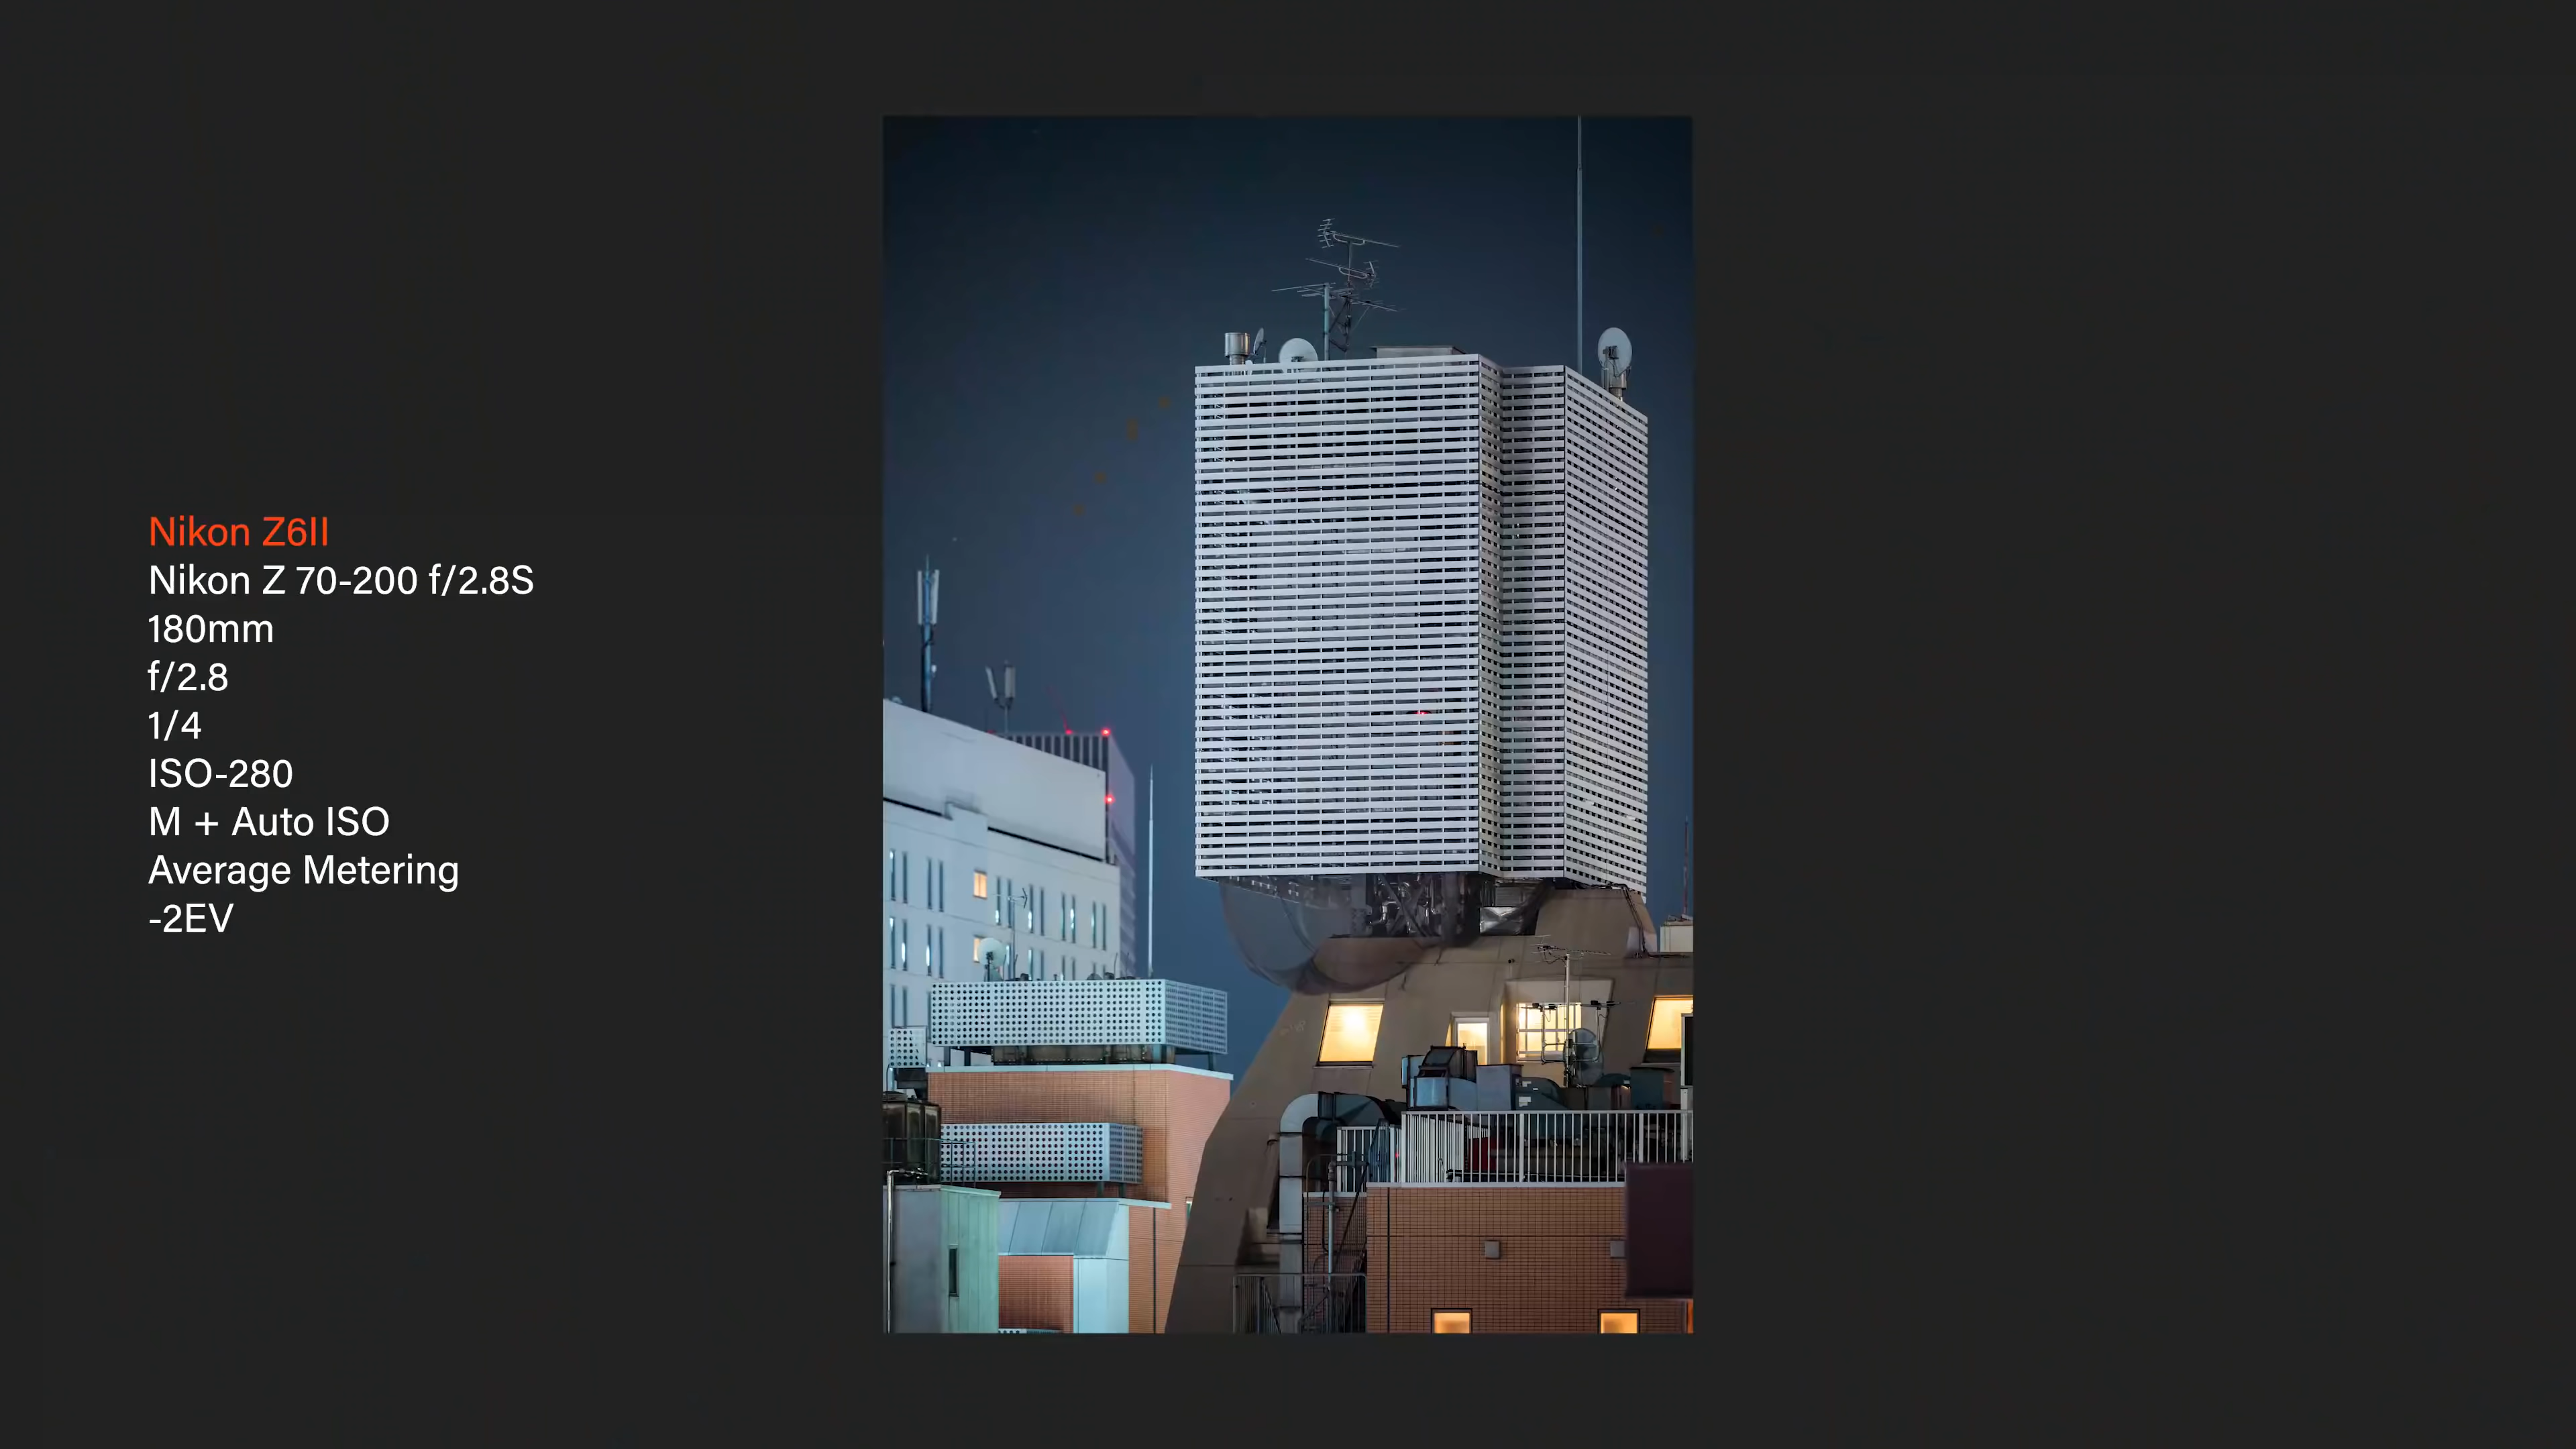 Nikon Z6II
Nikon Z 70-200 f/2.8S
180mm
f/2.8
1/4
ISO-280
M + Auto ISO
Average Metering
-2EV